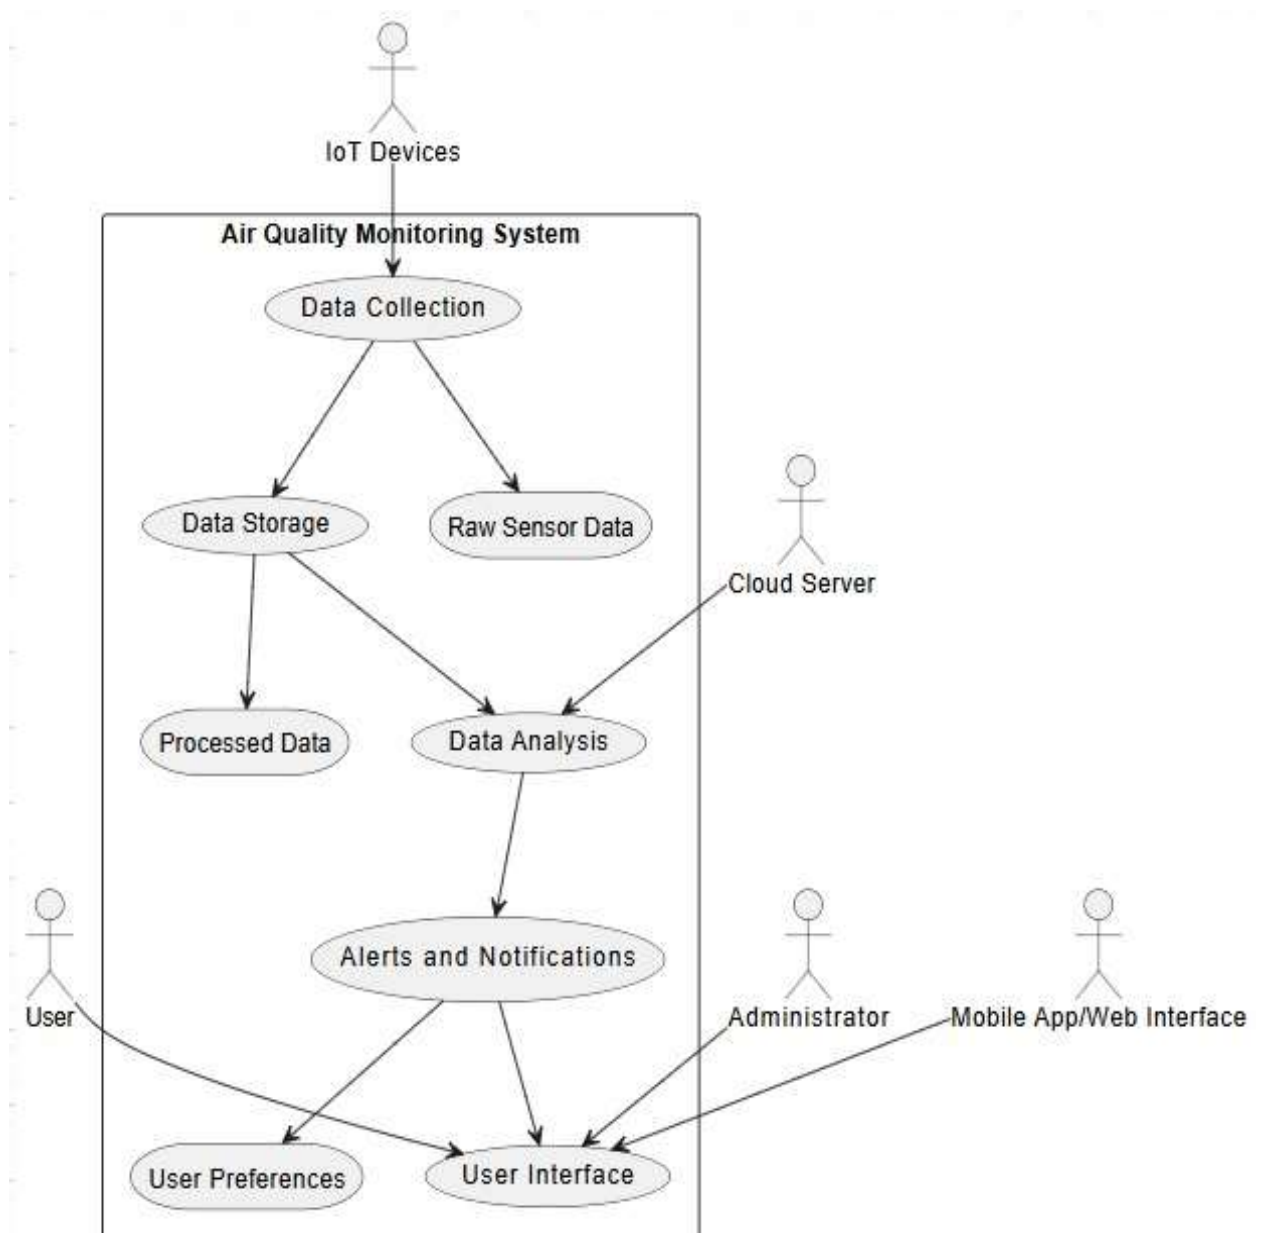 IoT Devices
Air Quality Monitoring System
Data Collection
Data Storage
Raw Sensor Data
Cloud Server
Processed Data
Data Analysis
Alerts and Notifications
User
Administrator
Mobile App/Web Interface
User Preferences
User Interface